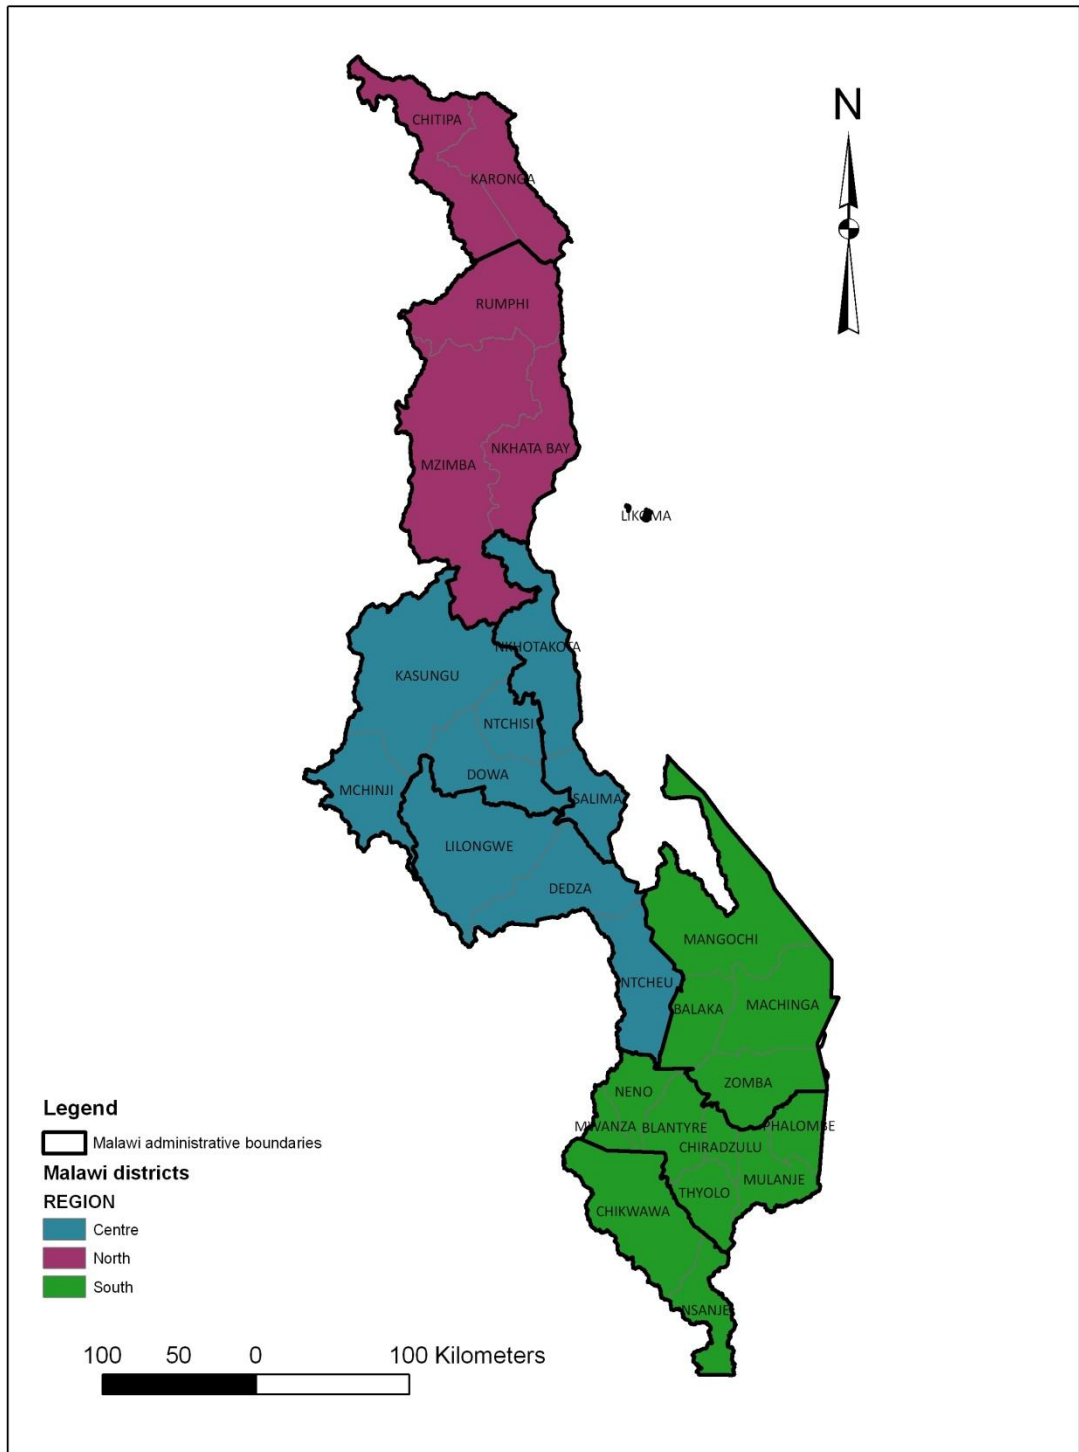 N
CHITIPA
KARONGA
RUMPHI
NKHATA BAY
MZIMBA
LIKOMA
NKHOTAKOTA
KASUNGU
NTCHISI
DOWA
MCHINJI
SALIMA
LILONGWE
DEDZA
MANGOCHI
NTCHEU
BALAKA
MACHINGA
ZOMBA
NENO
MWANZA
BLANTYRE
PHALOMBE
CHIRADZULU
MULANJE
THYOLO
CHIKWAWA
NSANJE
Legend
Malawi administrative boundaries
Malawi districts
REGION
Centre
North
South
100 50 0 100 Kilometers